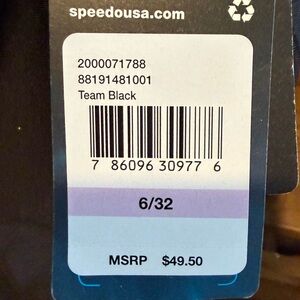 speedousa.com
2000071788
88191481001
Team Black
7 86096 30977 6
6/32
MSRP $49.50